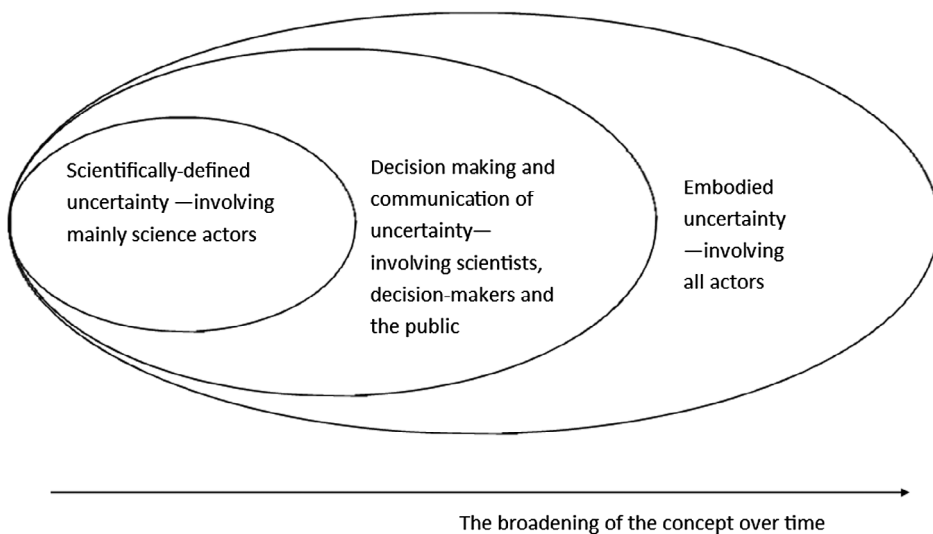 Scientifically-defined
uncertainty —involving
mainly science actors
Decision making and
communication of
uncertainty—
involving scientists,
decision-makers and
the public
Embodied
uncertainty
—involving
all actors
The broadening of the concept over time